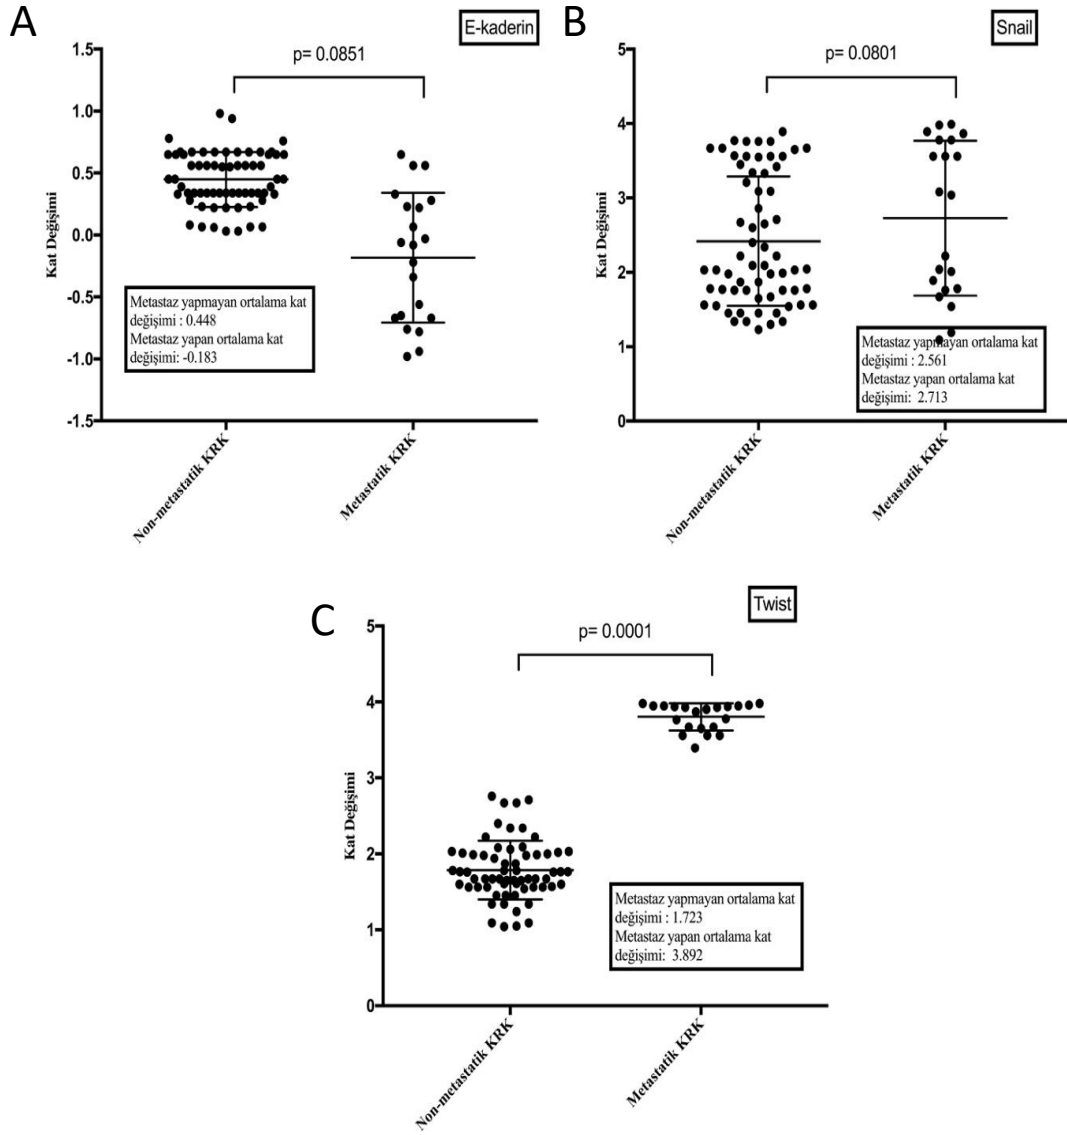 A
E-kaderin
p= 0.0851
1.5
1.0
0.5
0.0
-0.5
-1.0
-1.5
Kat Değişimi
Metastaz yapmayan ortalama kat
değişimi : 0.448
Metastaz yapan ortalama kat
değişimi: -0.183
Non-metastatik KRK
Metastatik KRK
B
Snail
p= 0.0801
5
4
3
2
1
0
Kat Değişimi
Metastaz yapmayan ortalama kat
değişimi : 2.561
Metastaz yapan ortalama kat
değişimi: 2.713
Non-metastatik KRK
Metastatik KRK
C
Twist
p= 0.0001
5
4
3
2
1
0
Kat Değişimi
Metastaz yapmayan ortalama kat
değişimi : 1.723
Metastaz yapan ortalama kat
değişimi: 3.892
Non-metastatik KRK
Metastatik KRK